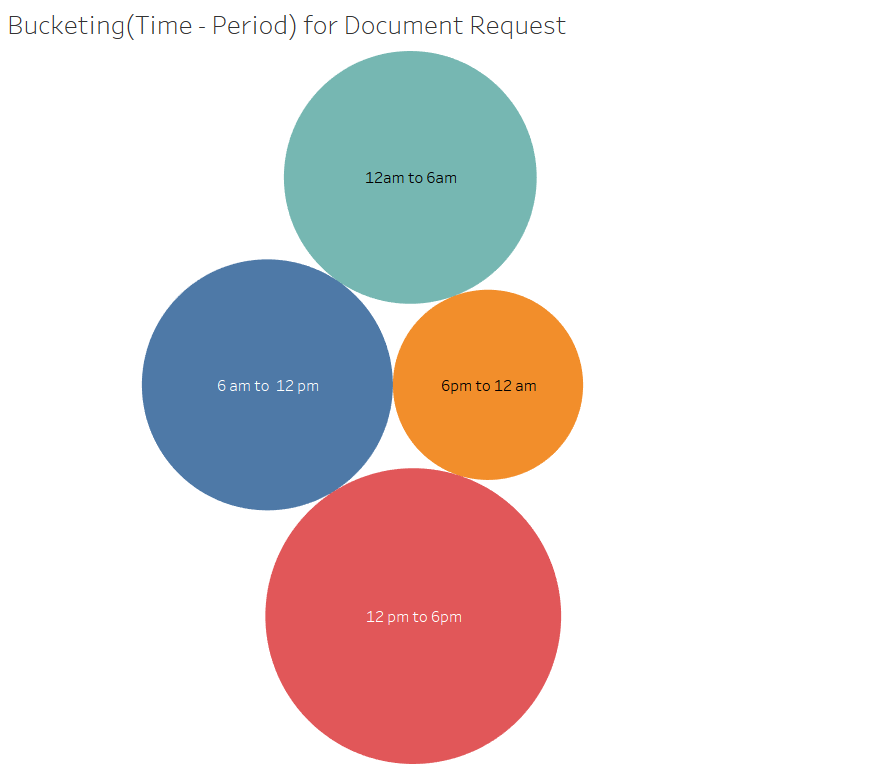 Bucketing(Time - Period) for Document Request
12am to 6am
6 am to  12 pm
6pm to 12 am
12 pm to 6pm